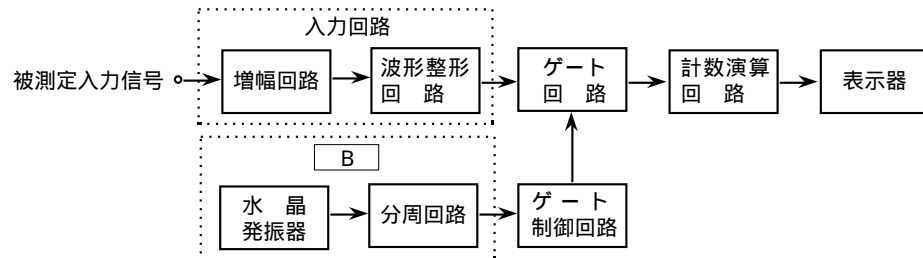 入力回路
被測定入力信号
増幅回路
波形整形
回　路
ゲート
回　路
計数演算
回　路
表示器
B
水　晶
発振器
分周回路
ゲ ー ト
制御回路